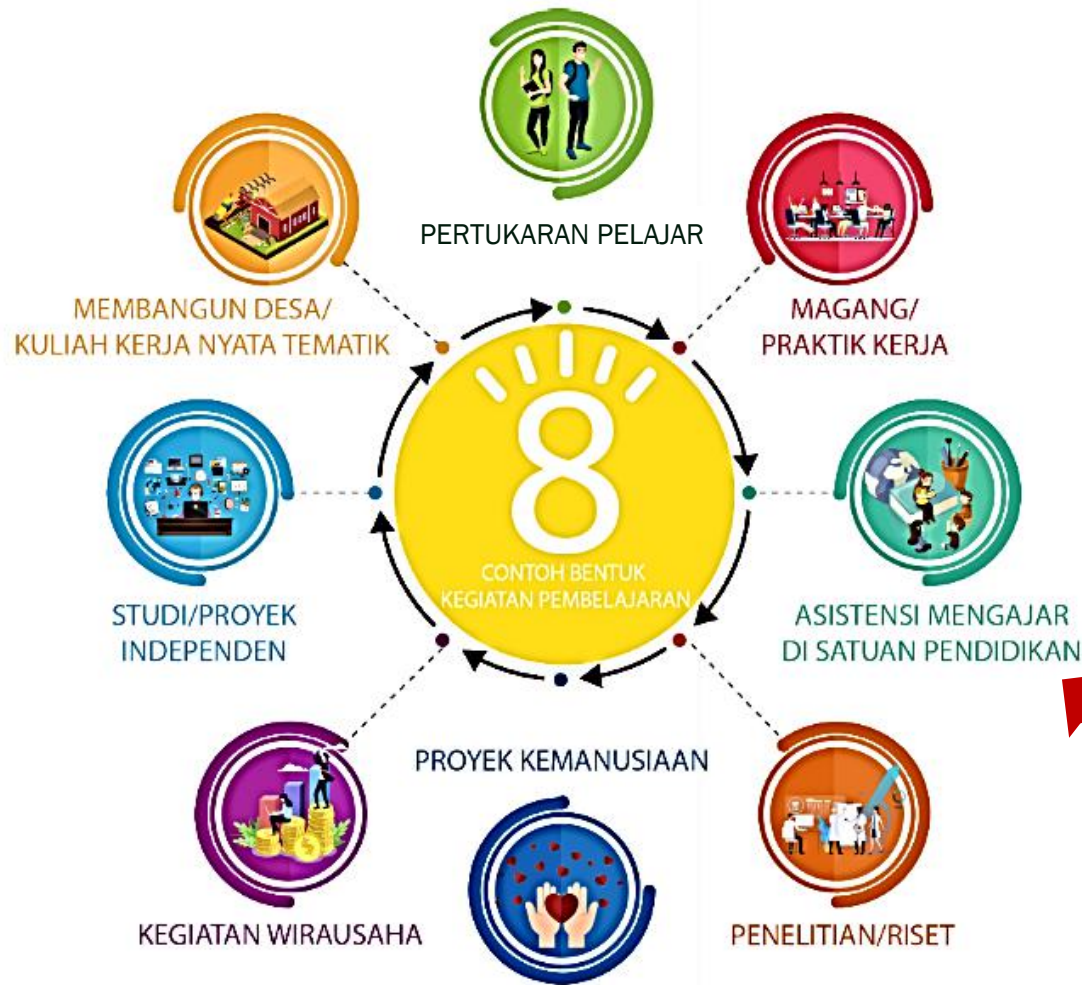 PERTUKARAN PELAJAR
MAGANG/
PRAKTIK KERJA
ASISTENSI MENGAJAR
DI SATUAN PENDIDIKAN
PENELITIAN/RISET
PROYEK KEMANUSIAAN
KEGIATAN WIRAUSAHA
STUDI/PROYEK
INDEPENDEN
MEMBANGUN DESA/
KULIAH KERJA NYATA TEMATIK
8
CONTOH BENTUK
KEGIATAN PEMBELAJARAN